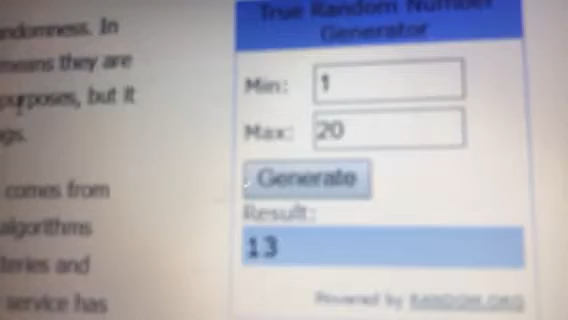 andomness. In
means they are
purposes, but it
gs.
comes from
algorithms
teries and
service has
True Random Number
Generator
Min: 1
Max: 20
Generate
Result:
13
Powered by RANDOM.ORG